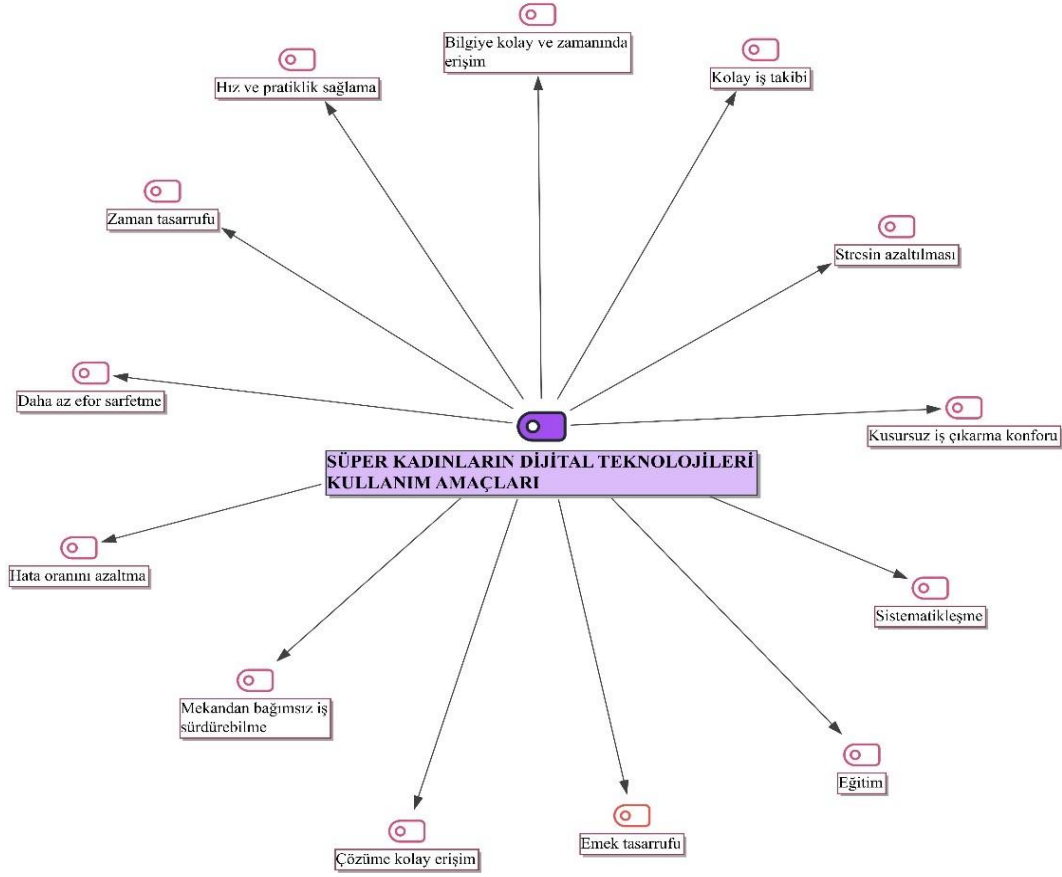 Bilgiye kolay ve zamanında
erişim
Kolay iş takibi
Hız ve pratiklik sağlama
Zaman tasarrufu
Stresin azaltılması
Daha az efor sarfetme
Kusursuz iş çıkarma konforu
SÜPER KADINLARIN DİJİTAL TEKNOLOJİLERİ
KULLANIM AMAÇLARI
Hata oranını azaltma
Sistematikleşme
Mekandan bağımsız iş
sürdürebilme
Eğitim
Emek tasarrufu
Çözüme kolay erişim